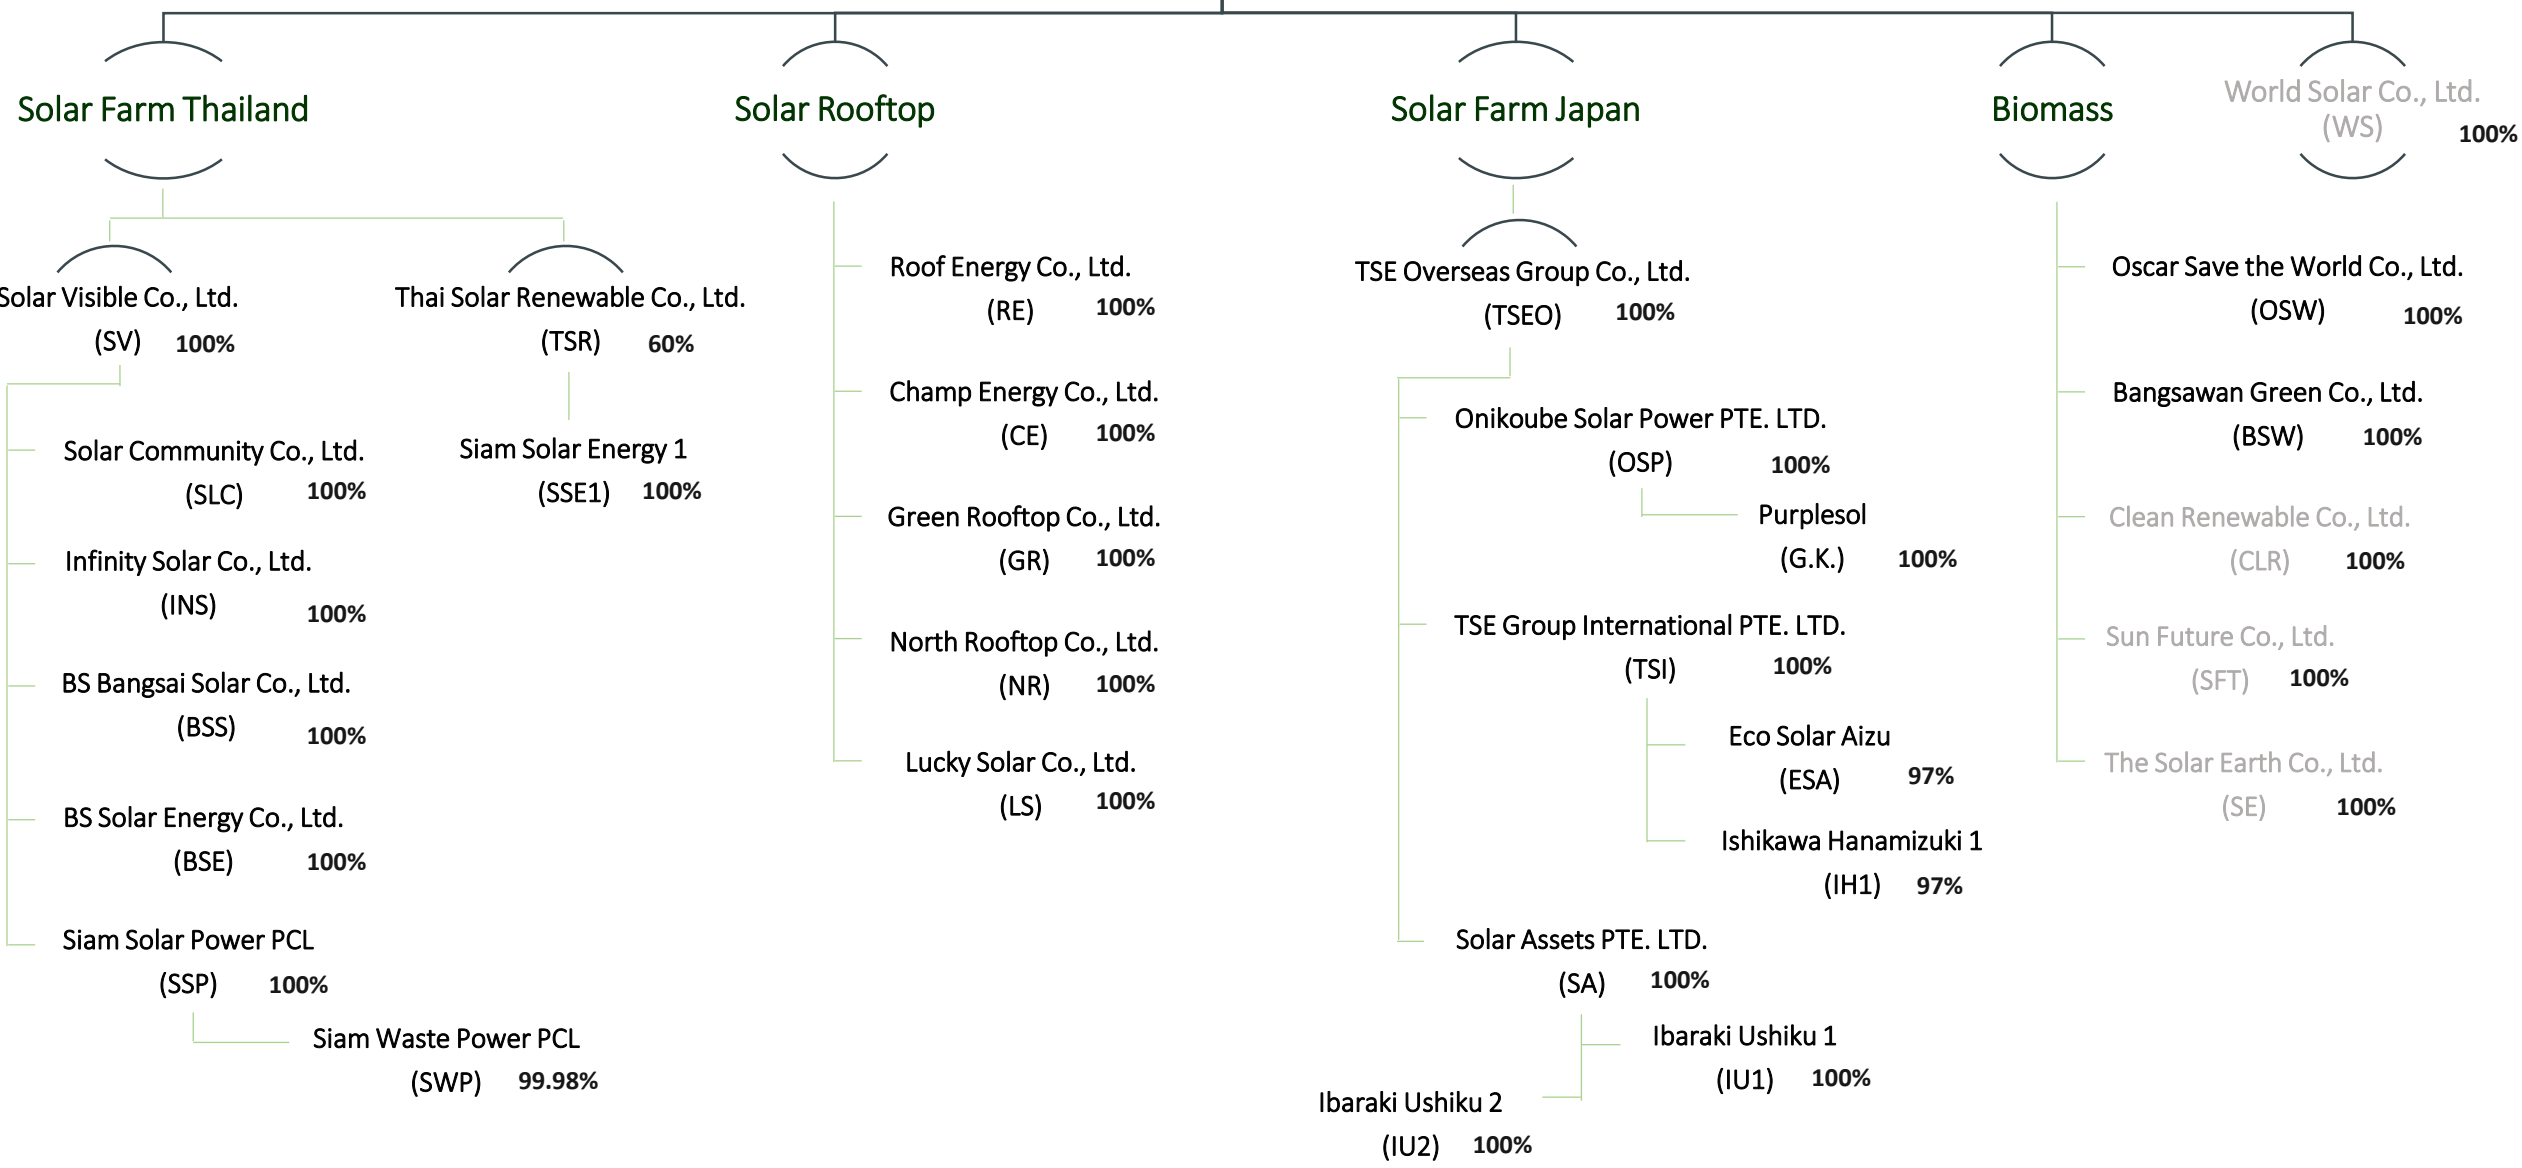 Solar Farm Thailand
Solar Visible Co., Ltd.
(SV) 100%
Solar Community Co., Ltd.
(SLC) 100%
Infinity Solar Co., Ltd.
(INS) 100%
BS Bangsai Solar Co., Ltd.
(BSS) 100%
BS Solar Energy Co., Ltd.
(BSE) 100%
Siam Solar Power PCL
(SSP) 100%
Siam Waste Power PCL
(SWP) 99.98%
Thai Solar Renewable Co., Ltd.
(TSR) 60%
Siam Solar Energy 1
(SSE1) 100%
Solar Rooftop
Roof Energy Co., Ltd.
(RE) 100%
Champ Energy Co., Ltd.
(CE) 100%
Green Rooftop Co., Ltd.
(GR) 100%
North Rooftop Co., Ltd.
(NR) 100%
Lucky Solar Co., Ltd.
(LS) 100%
Solar Farm Japan
TSE Overseas Group Co., Ltd.
(TSEO) 100%
Onikoube Solar Power PTE. LTD.
(OSP) 100%
Purplesol
(G.K.) 100%
TSE Group International PTE. LTD.
(TSI) 100%
Eco Solar Aizu
(ESA) 97%
Ishikawa Hanamizuki 1
(IH1) 97%
Solar Assets PTE. LTD.
(SA) 100%
Ibaraki Ushiku 1
(IU1) 100%
Ibaraki Ushiku 2
(IU2) 100%
Biomass
Oscar Save the World Co., Ltd.
(OSW) 100%
Bangsawan Green Co., Ltd.
(BSW) 100%
Clean Renewable Co., Ltd.
(CLR) 100%
Sun Future Co., Ltd.
(SFT) 100%
The Solar Earth Co., Ltd.
(SE) 100%
World Solar Co., Ltd.
(WS) 100%